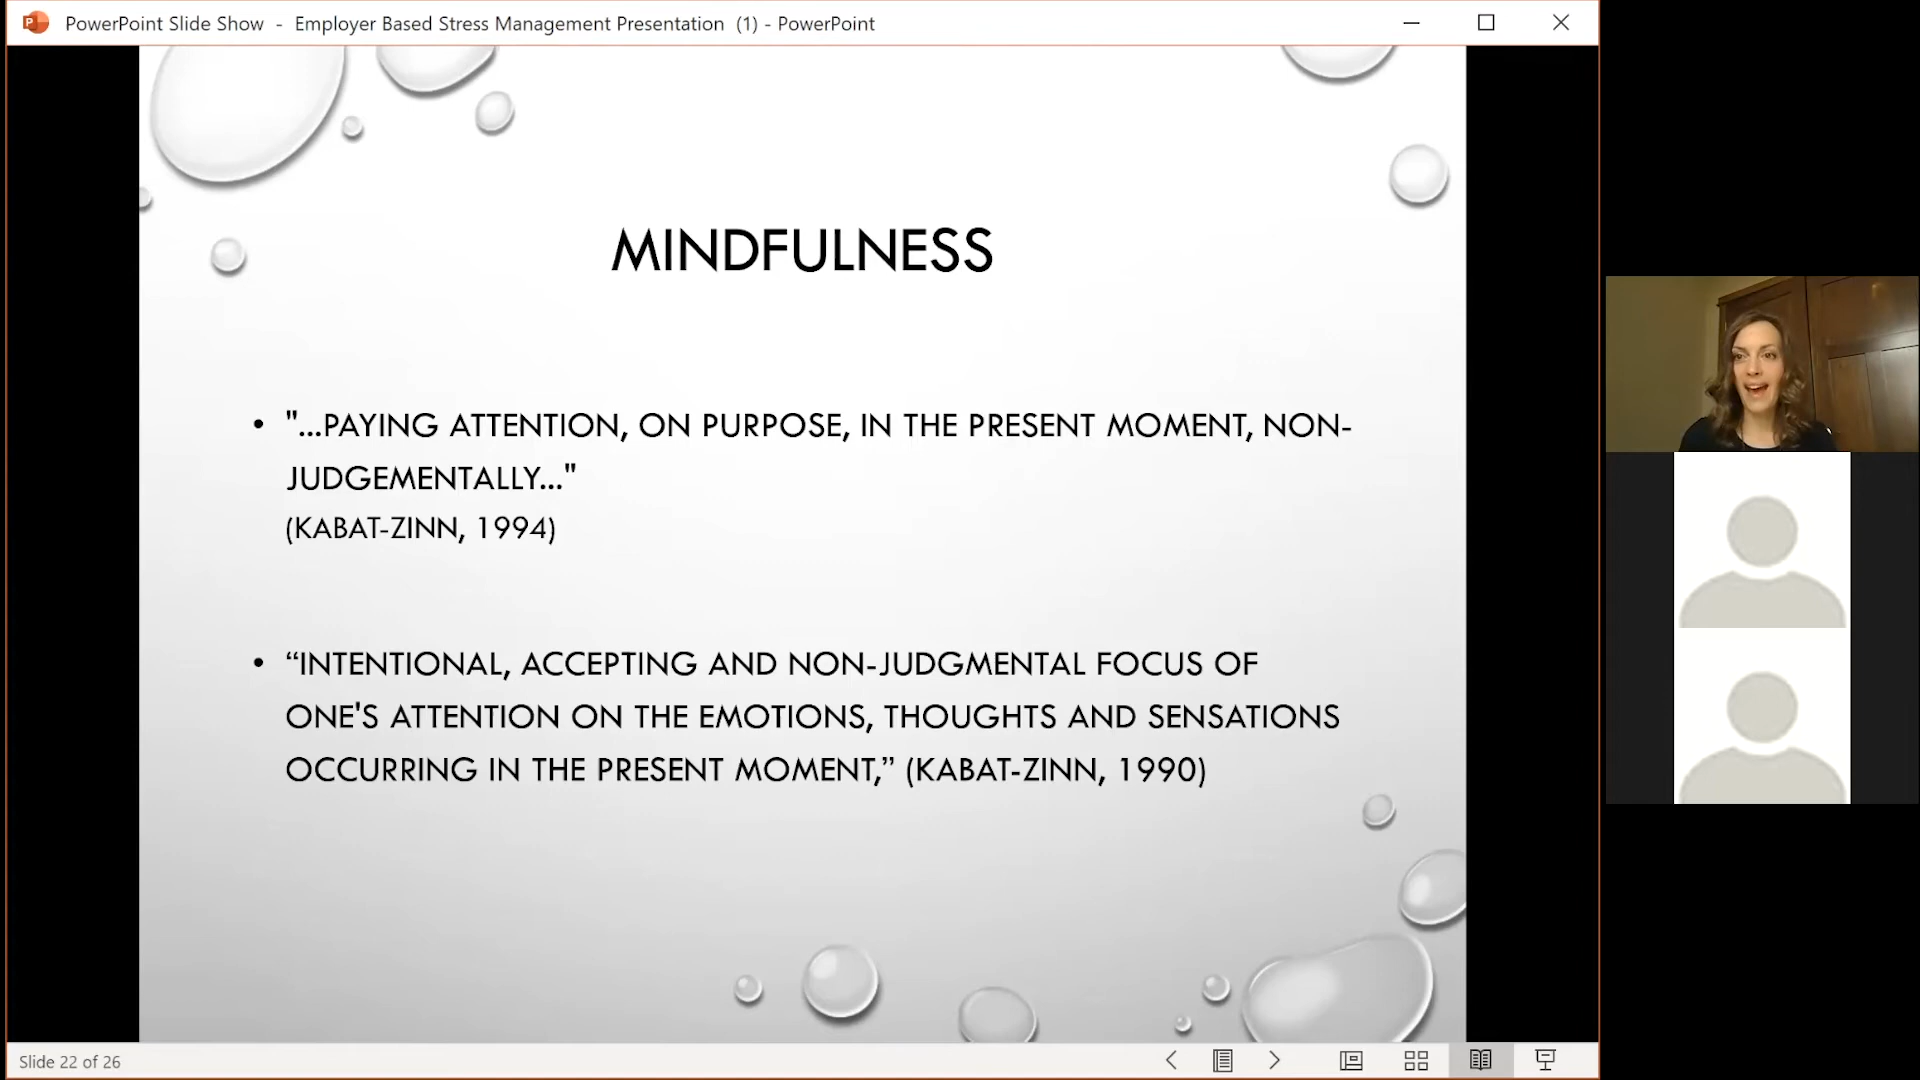 PowerPoint Slide Show - Employer Based Stress Management Presentation (1) - PowerPoint
MINDFULNESS
• "...PAYING ATTENTION, ON PURPOSE, IN THE PRESENT MOMENT, NON-
JUDGEMENTALLY..."
(KABAT-ZINN, 1994)
• “INTENTIONAL, ACCEPTING AND NON-JUDGMENTAL FOCUS OF
ONE'S ATTENTION ON THE EMOTIONS, THOUGHTS AND SENSATIONS
OCCURRING IN THE PRESENT MOMENT,” (KABAT-ZINN, 1990)
Slide 22 of 26